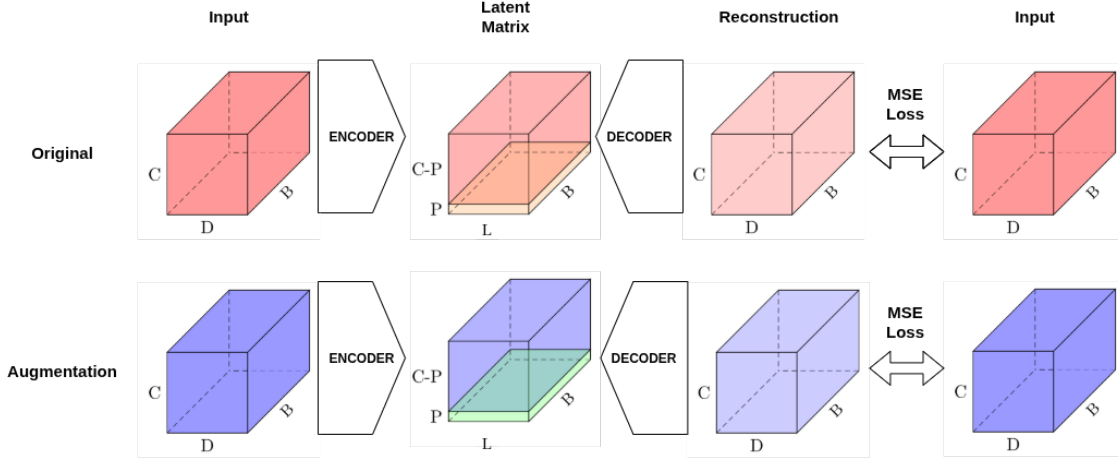 Input
Latent
Matrix
Reconstruction
Input
Original
C
D
B
ENCODER
C-P
P
L
B
DECODER
C
D
B
MSE
Loss
C
D
B
Augmentation
C
D
B
ENCODER
C-P
P
L
B
DECODER
C
D
B
MSE
Loss
C
D
B